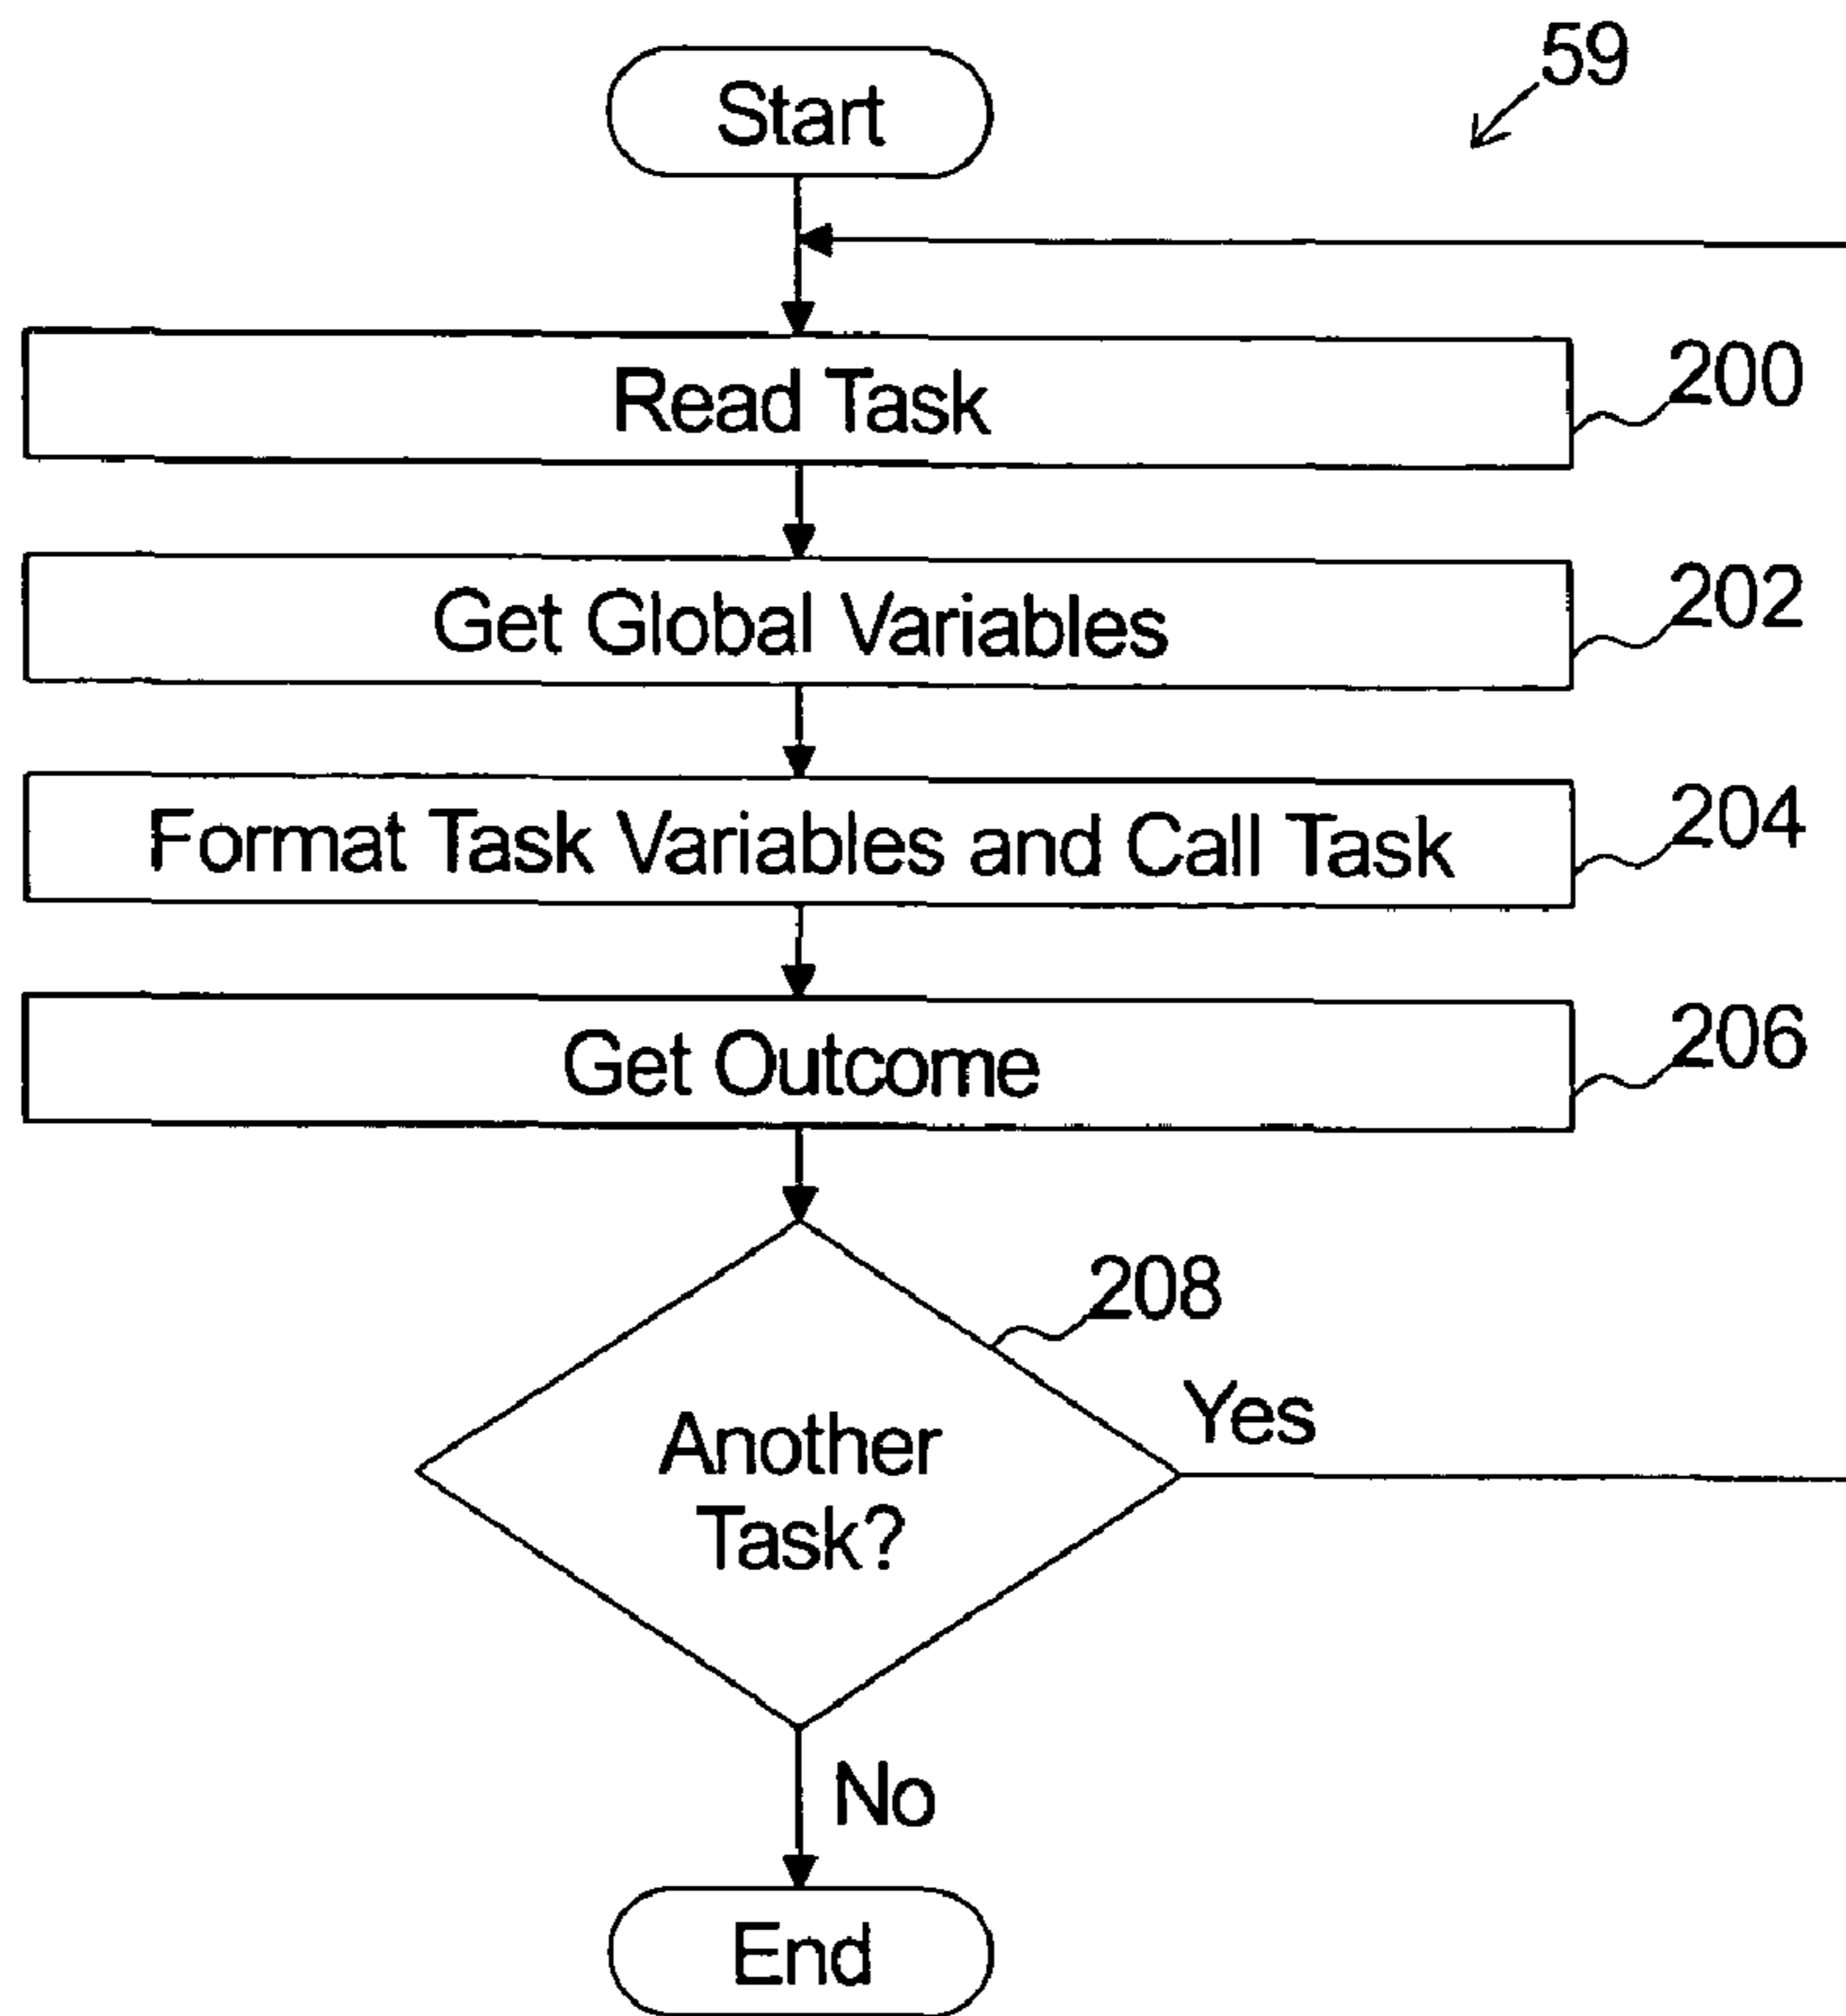 59
Start
Read Task
200
Get Global Variables
202
Format Task Variables and Call Task
204
Get Outcome
206
208
Yes
Another
Task?
No
End